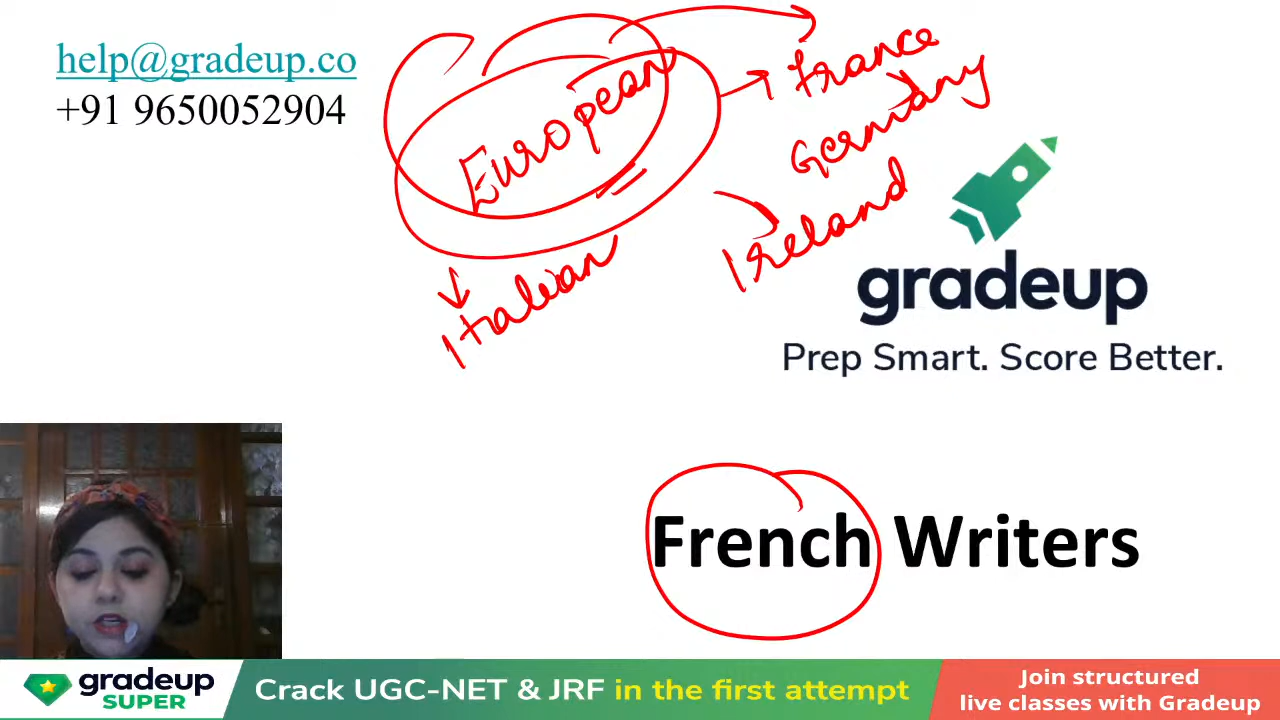 help@gradeup.co
+91 9650052904
European
France
Germany
Ireland
Italian
gradeup
Prep Smart. Score Better.
French Writers
gradeup
SUPER
Crack UGC-NET & JRF in the first attempt
Join structured
live classes with Gradeup